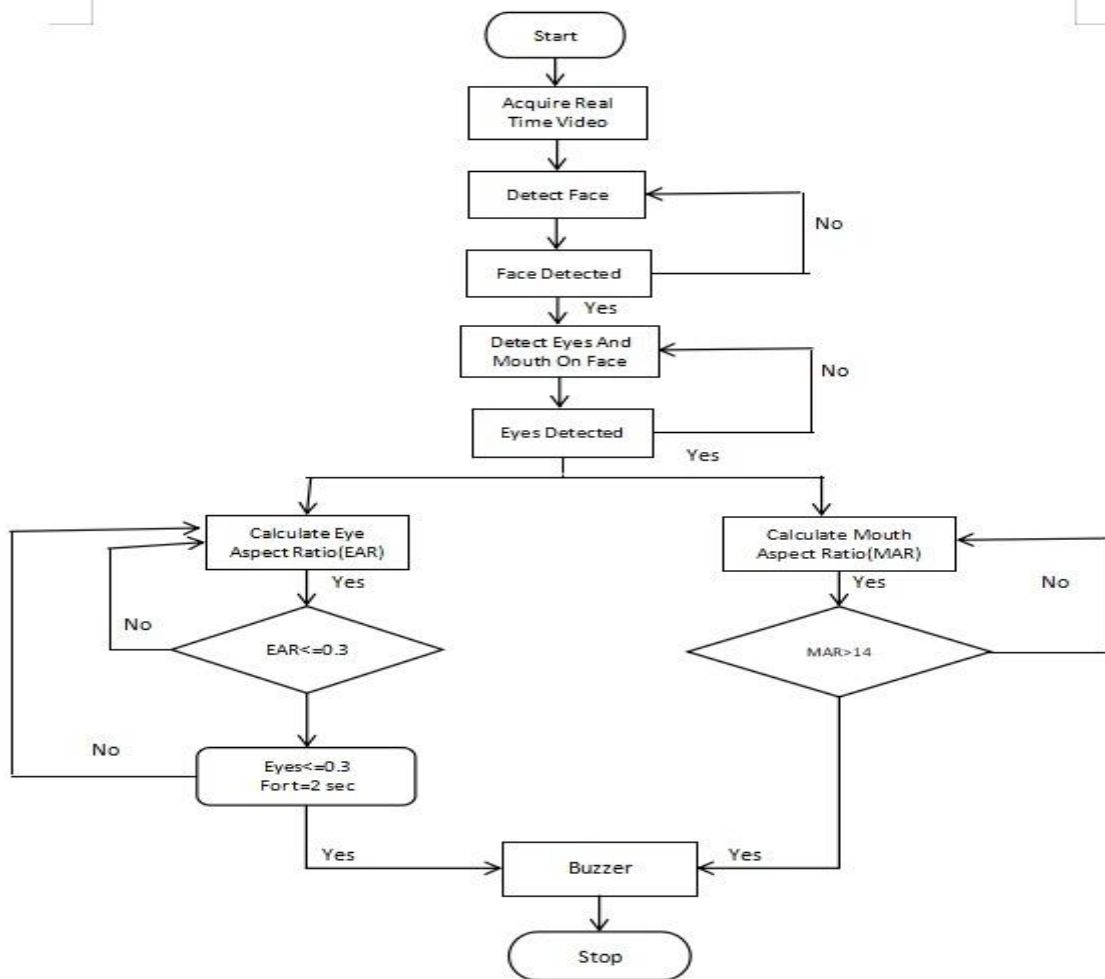 Start
Acquire Real
Time Video
Detect Face
No
Face Detected
Yes
Detect Eyes And
Mouth On Face
No
Eyes Detected
Yes
Calculate Eye
Aspect Ratio(EAR)
Yes
No
EAR<=0.3
No
Eyes<=0.3
For t=2 sec
Yes
Calculate Mouth
Aspect Ratio(MAR)
Yes
No
MAR>14
Yes
Buzzer
Stop